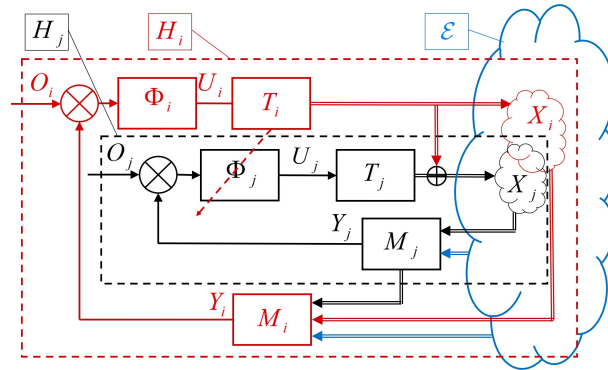 H_j H_i ℰ
O_i Φ_i U_i T_i X_i
O_j Φ_j U_j T_j X_j
Y_j M_j
Y_i M_i